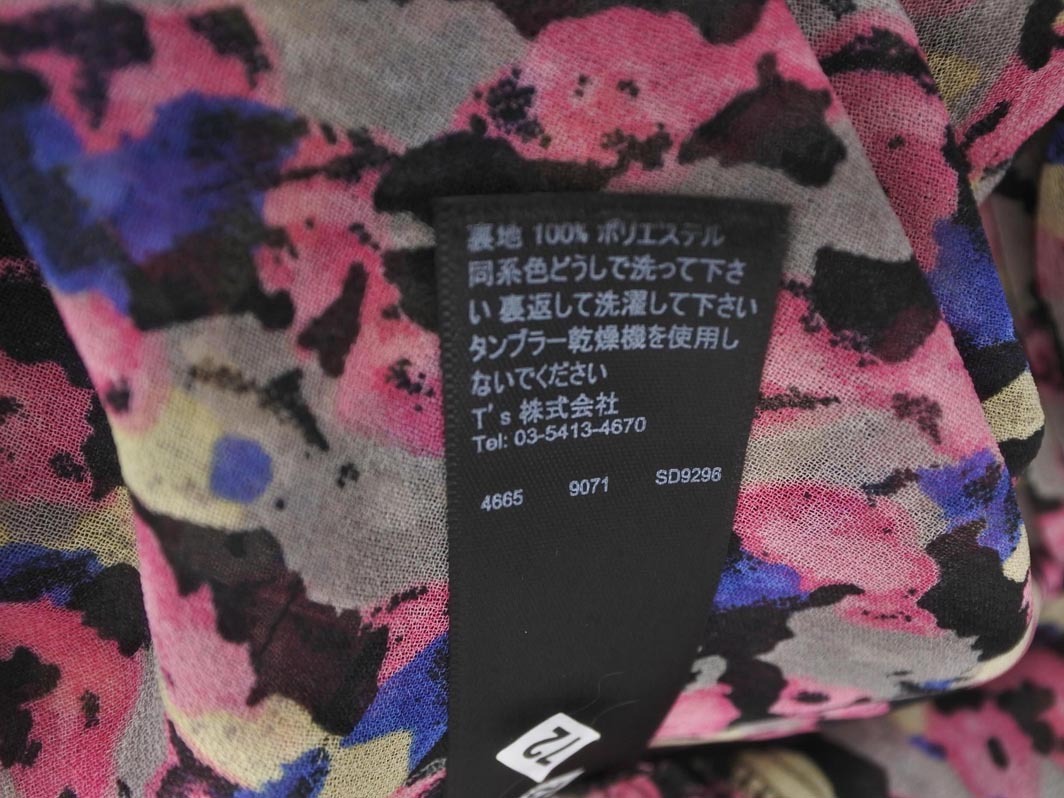 裏地 100% ポリエステル
同系色どうしで洗って下さ
い 裏返して洗濯して下さい
タンブラー乾燥機を使用し
ないでください
T's 株式会社
Tel: 03-5413-4670
4665 9071 SD9296
12